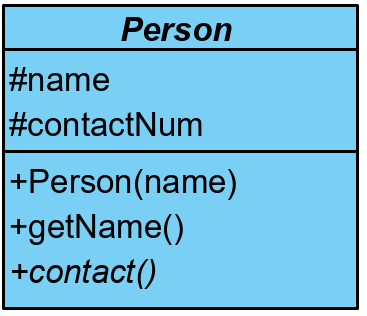 Person
#name
#contactNum
+Person(name)
+getName()
+contact()